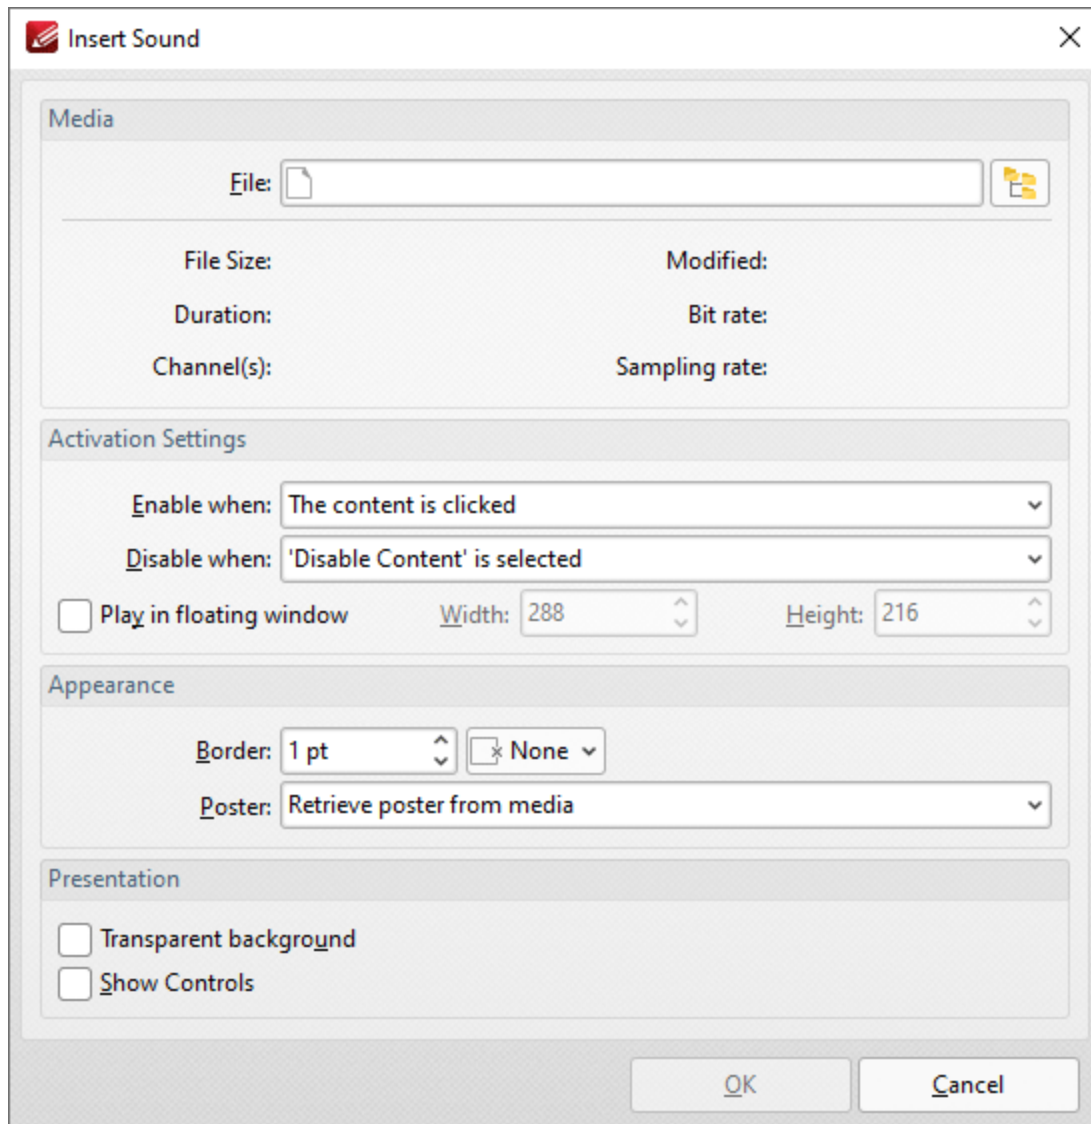 Insert Sound
Media
File:
File Size: Modified:
Duration: Bit rate:
Channel(s): Sampling rate:
Activation Settings
Enable when: The content is clicked
Disable when: 'Disable Content' is selected
Play in floating window Width: 288 Height: 216
Appearance
Border: 1 pt None
Poster: Retrieve poster from media
Presentation
Transparent background
Show Controls
OK Cancel